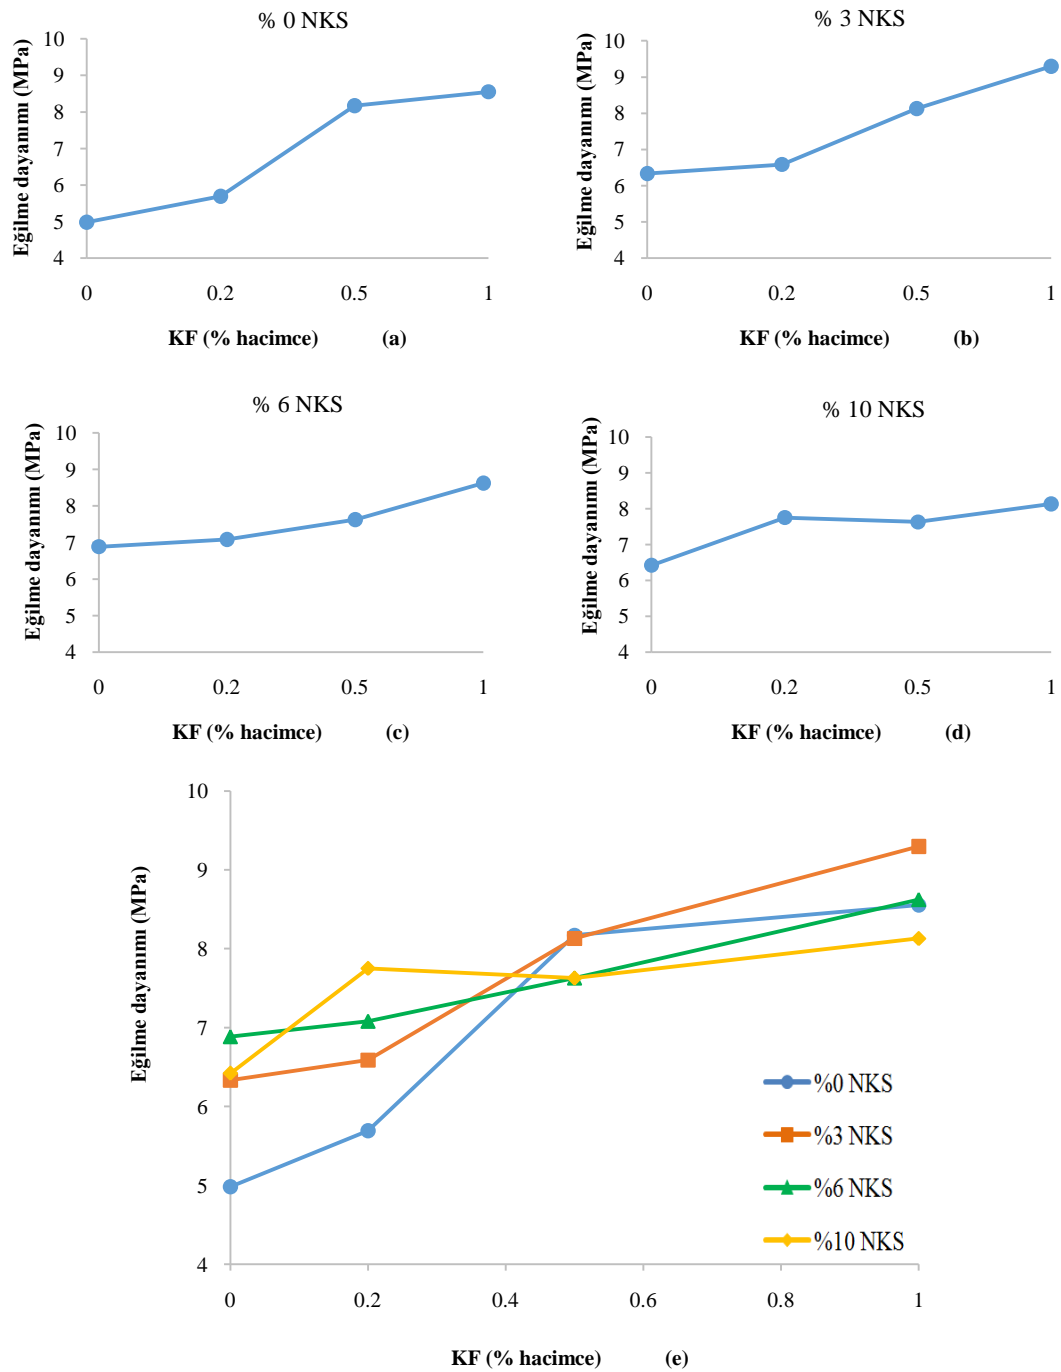 % 0 NKS
Eğilme dayanımı (MPa)
10
9
8
7
6
5
4
0 0.2 0.5 1
KF (% hacimce) (a)
% 3 NKS
Eğilme dayanımı (MPa)
10
9
8
7
6
5
4
0 0.2 0.5 1
KF (% hacimce) (b)
% 6 NKS
Eğilme dayanımı (MPa)
10
9
8
7
6
5
4
0 0.2 0.5 1
KF (% hacimce) (c)
% 10 NKS
Eğilme dayanımı (MPa)
10
9
8
7
6
5
4
0 0.2 0.5 1
KF (% hacimce) (d)
Eğilme dayanımı (MPa)
10
9
8
7
6
5
4
%0 NKS
%3 NKS
%6 NKS
%10 NKS
0 0.2 0.4 0.6 0.8 1
KF (% hacimce) (e)